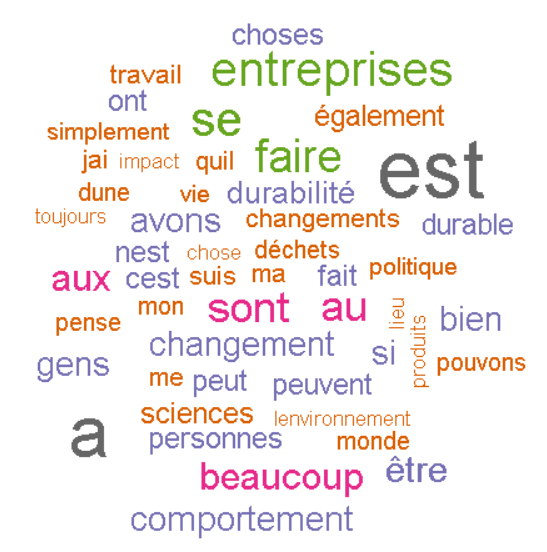 choses
travail
entreprises
ont
se
également
simplement
faire
est
jai
impact
quil
dune
vie
durabilité
toujours
avons
changements
durable
nest
chose
déchets
aux
cest
suis
ma
fait
politique
mon
sont
au
lieu
pense
bien
changement
produits
gens
si
pouvons
me
peut
peuvent
sciences
lenvironnement
a
personnes
monde
beaucoup
être
comportement